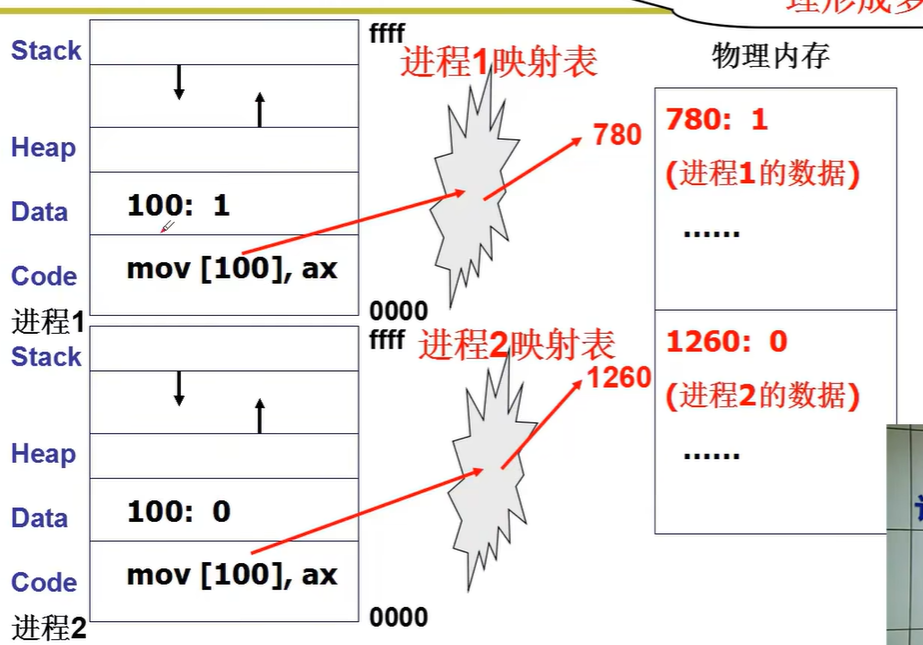 理形成多
Stack
ffff
进程1映射表
物理内存
780
780: 1
(进程1的数据)
......
Heap
Data
100: 1
Code
mov [100], ax
0000
进程1
Stack
ffff
进程2映射表
1260
1260: 0
(进程2的数据)
......
Heap
Data
100: 0
Code
mov [100], ax
0000
进程2